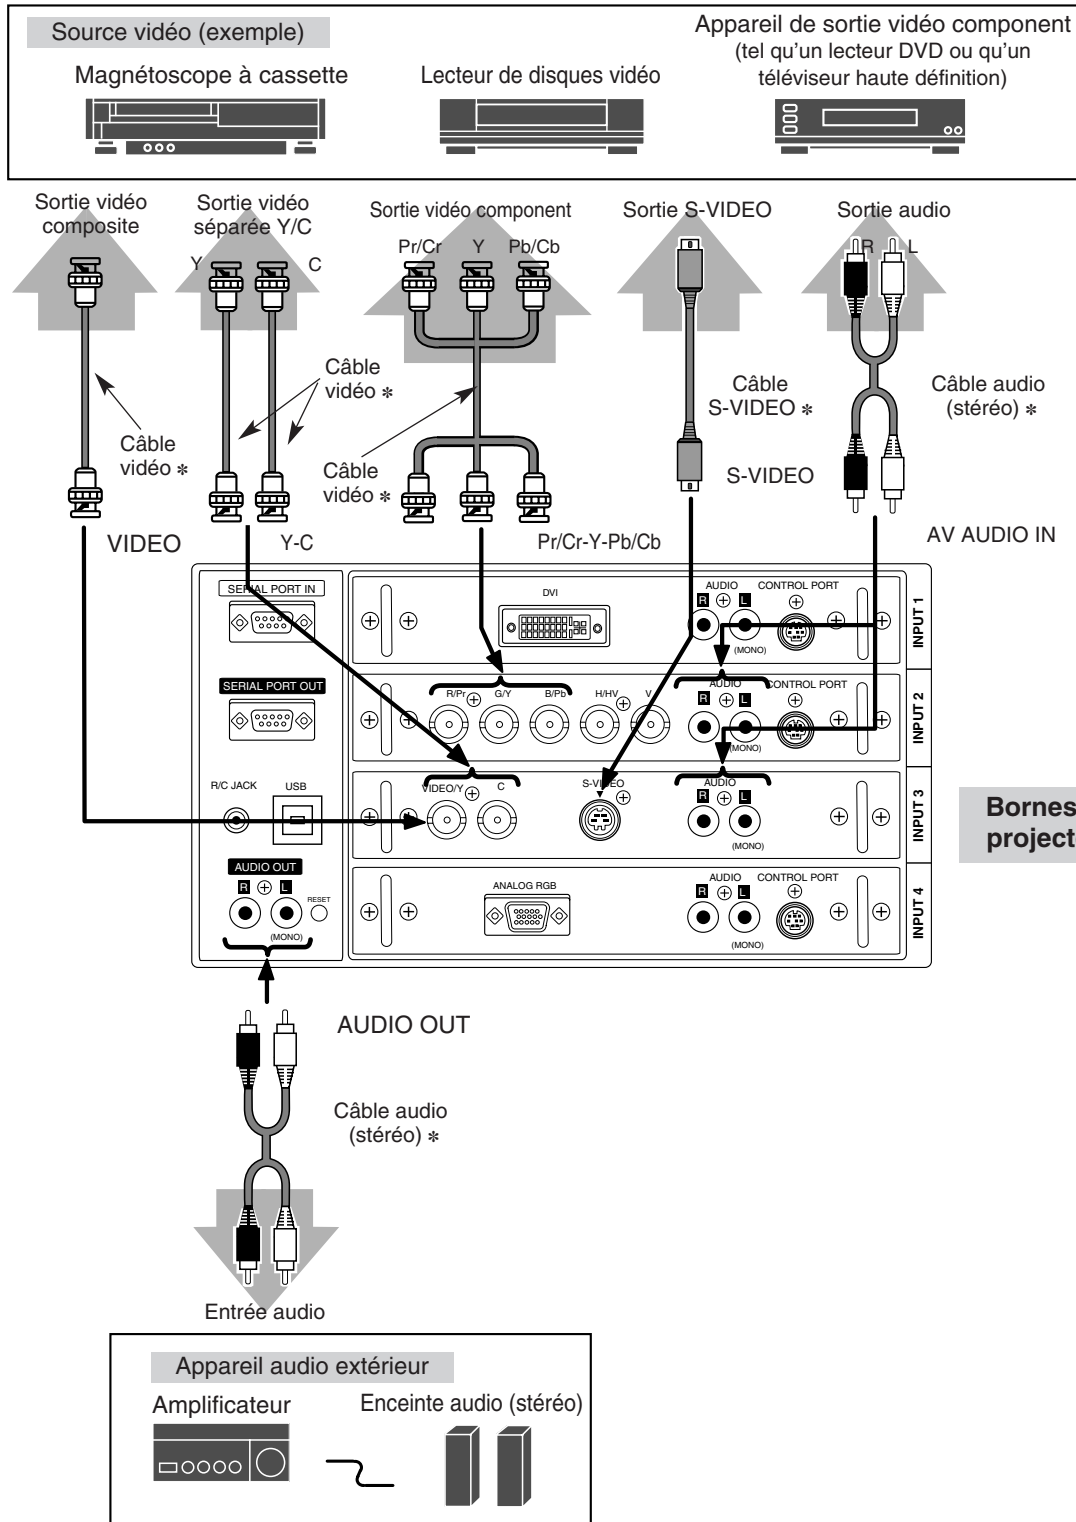 Source vidéo (exemple)
Appareil de sortie vidéo component
(tel qu'un lecteur DVD ou qu'un
téléviseur haute définition)
Magnétoscope à cassette
Lecteur de disques vidéo
Sortie vidéo
composite
Sortie vidéo
séparée Y/C
Y
C
Sortie vidéo component
Pr/Cr
Y
Pb/Cb
Sortie S-VIDEO
Sortie audio
R
L
Câble
vidéo *
Câble
vidéo *
Câble
vidéo *
Câble
S-VIDEO *
Câble audio
(stéréo) *
S-VIDEO
VIDEO
Y-C
Pr/Cr-Y-Pb/Cb
AV AUDIO IN
SERIAL PORT IN
DVI
AUDIO
CONTROL PORT
R
L
(MONO)
INPUT 1
SERIAL PORT OUT
R/Pr
G/Y
B/Pb
H/HV
V
AUDIO
CONTROL PORT
R
L
(MONO)
INPUT 2
R/C JACK
USB
VIDEO/Y
C
S-VIDEO
AUDIO
R
L
(MONO)
INPUT 3
Bornes
AUDIO OUT
R
L
RESET
(MONO)
ANALOG RGB
AUDIO
CONTROL PORT
R
L
(MONO)
INPUT 4
AUDIO OUT
Câble audio
(stéréo) *
Entrée audio
Appareil audio extérieur
Amplificateur
Enceinte audio (stéréo)